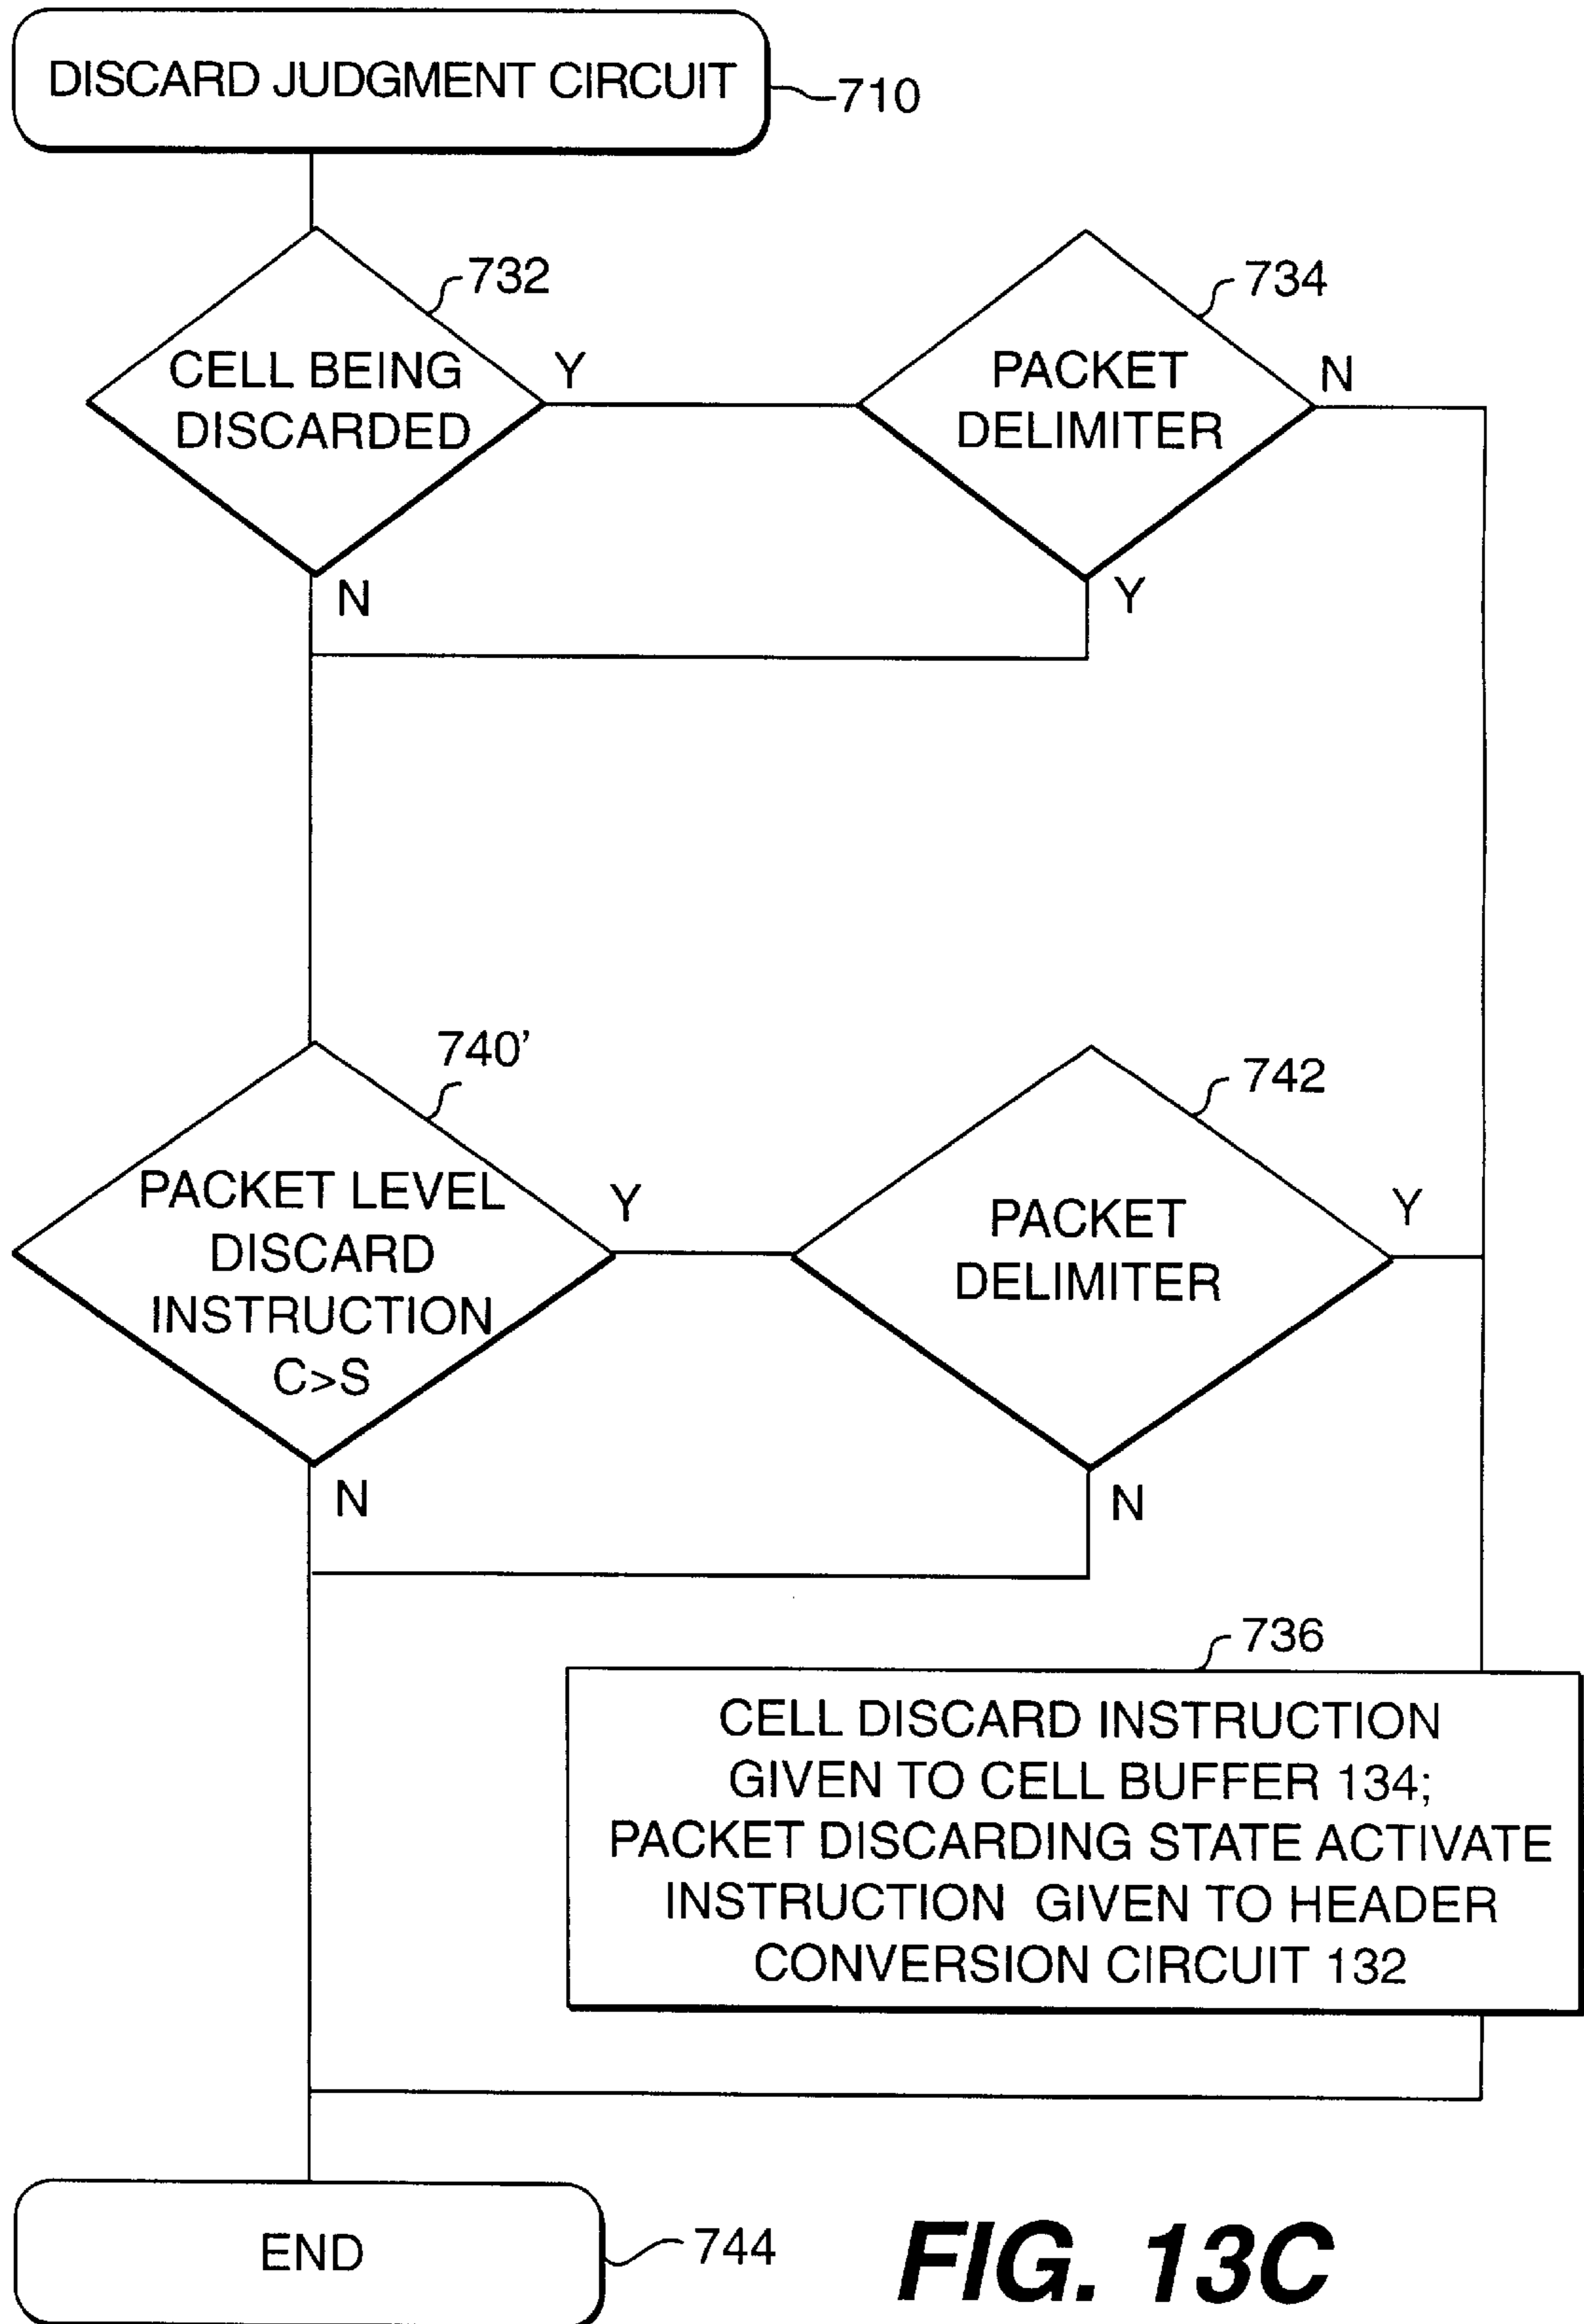 DISCARD JUDGMENT CIRCUIT
710
732
734
CELL BEING
DISCARDED
Y
PACKET
DELIMITER
N
N
Y
740'
742
PACKET LEVEL
DISCARD
INSTRUCTION
C>S
Y
PACKET
DELIMITER
Y
N
N
736
CELL DISCARD INSTRUCTION
GIVEN TO CELL BUFFER 134;
PACKET DISCARDING STATE ACTIVATE
INSTRUCTION GIVEN TO HEADER
CONVERSION CIRCUIT 132
END
744
FIG. 13C